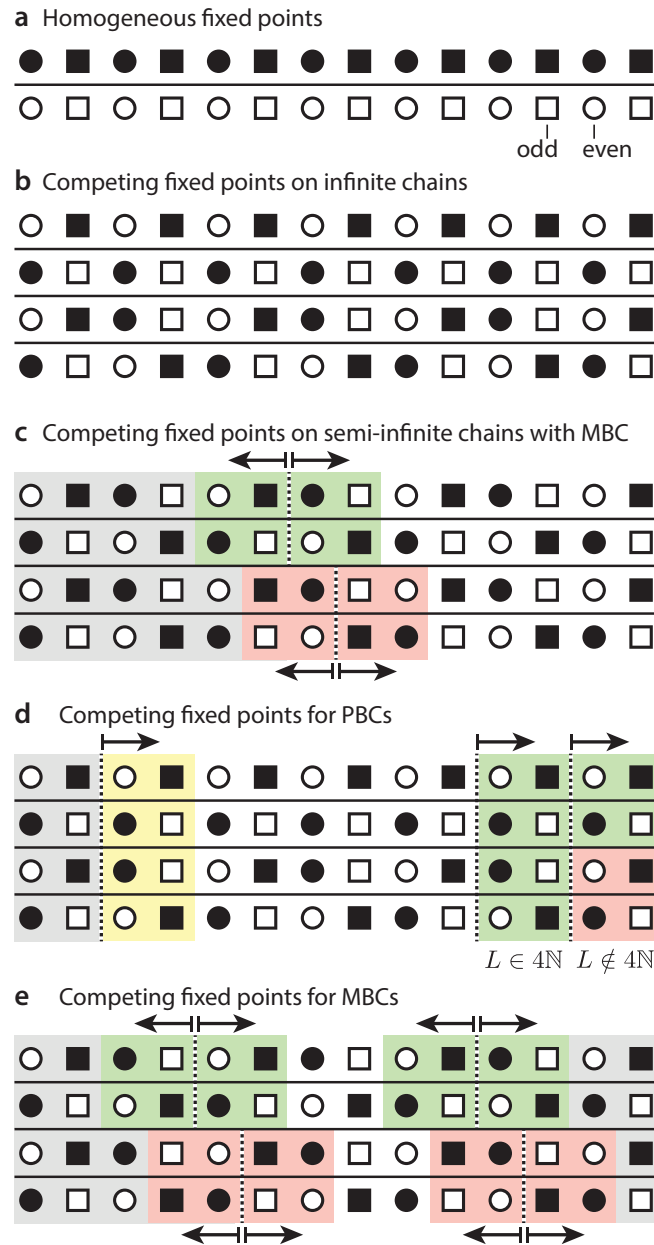 a Homogeneous fixed points
odd even
b Competing fixed points on infinite chains
c Competing fixed points on semi-infinite chains with MBC
d Competing fixed points for PBCs
L ∈ 4ℕ L ∉ 4ℕ
e Competing fixed points for MBCs